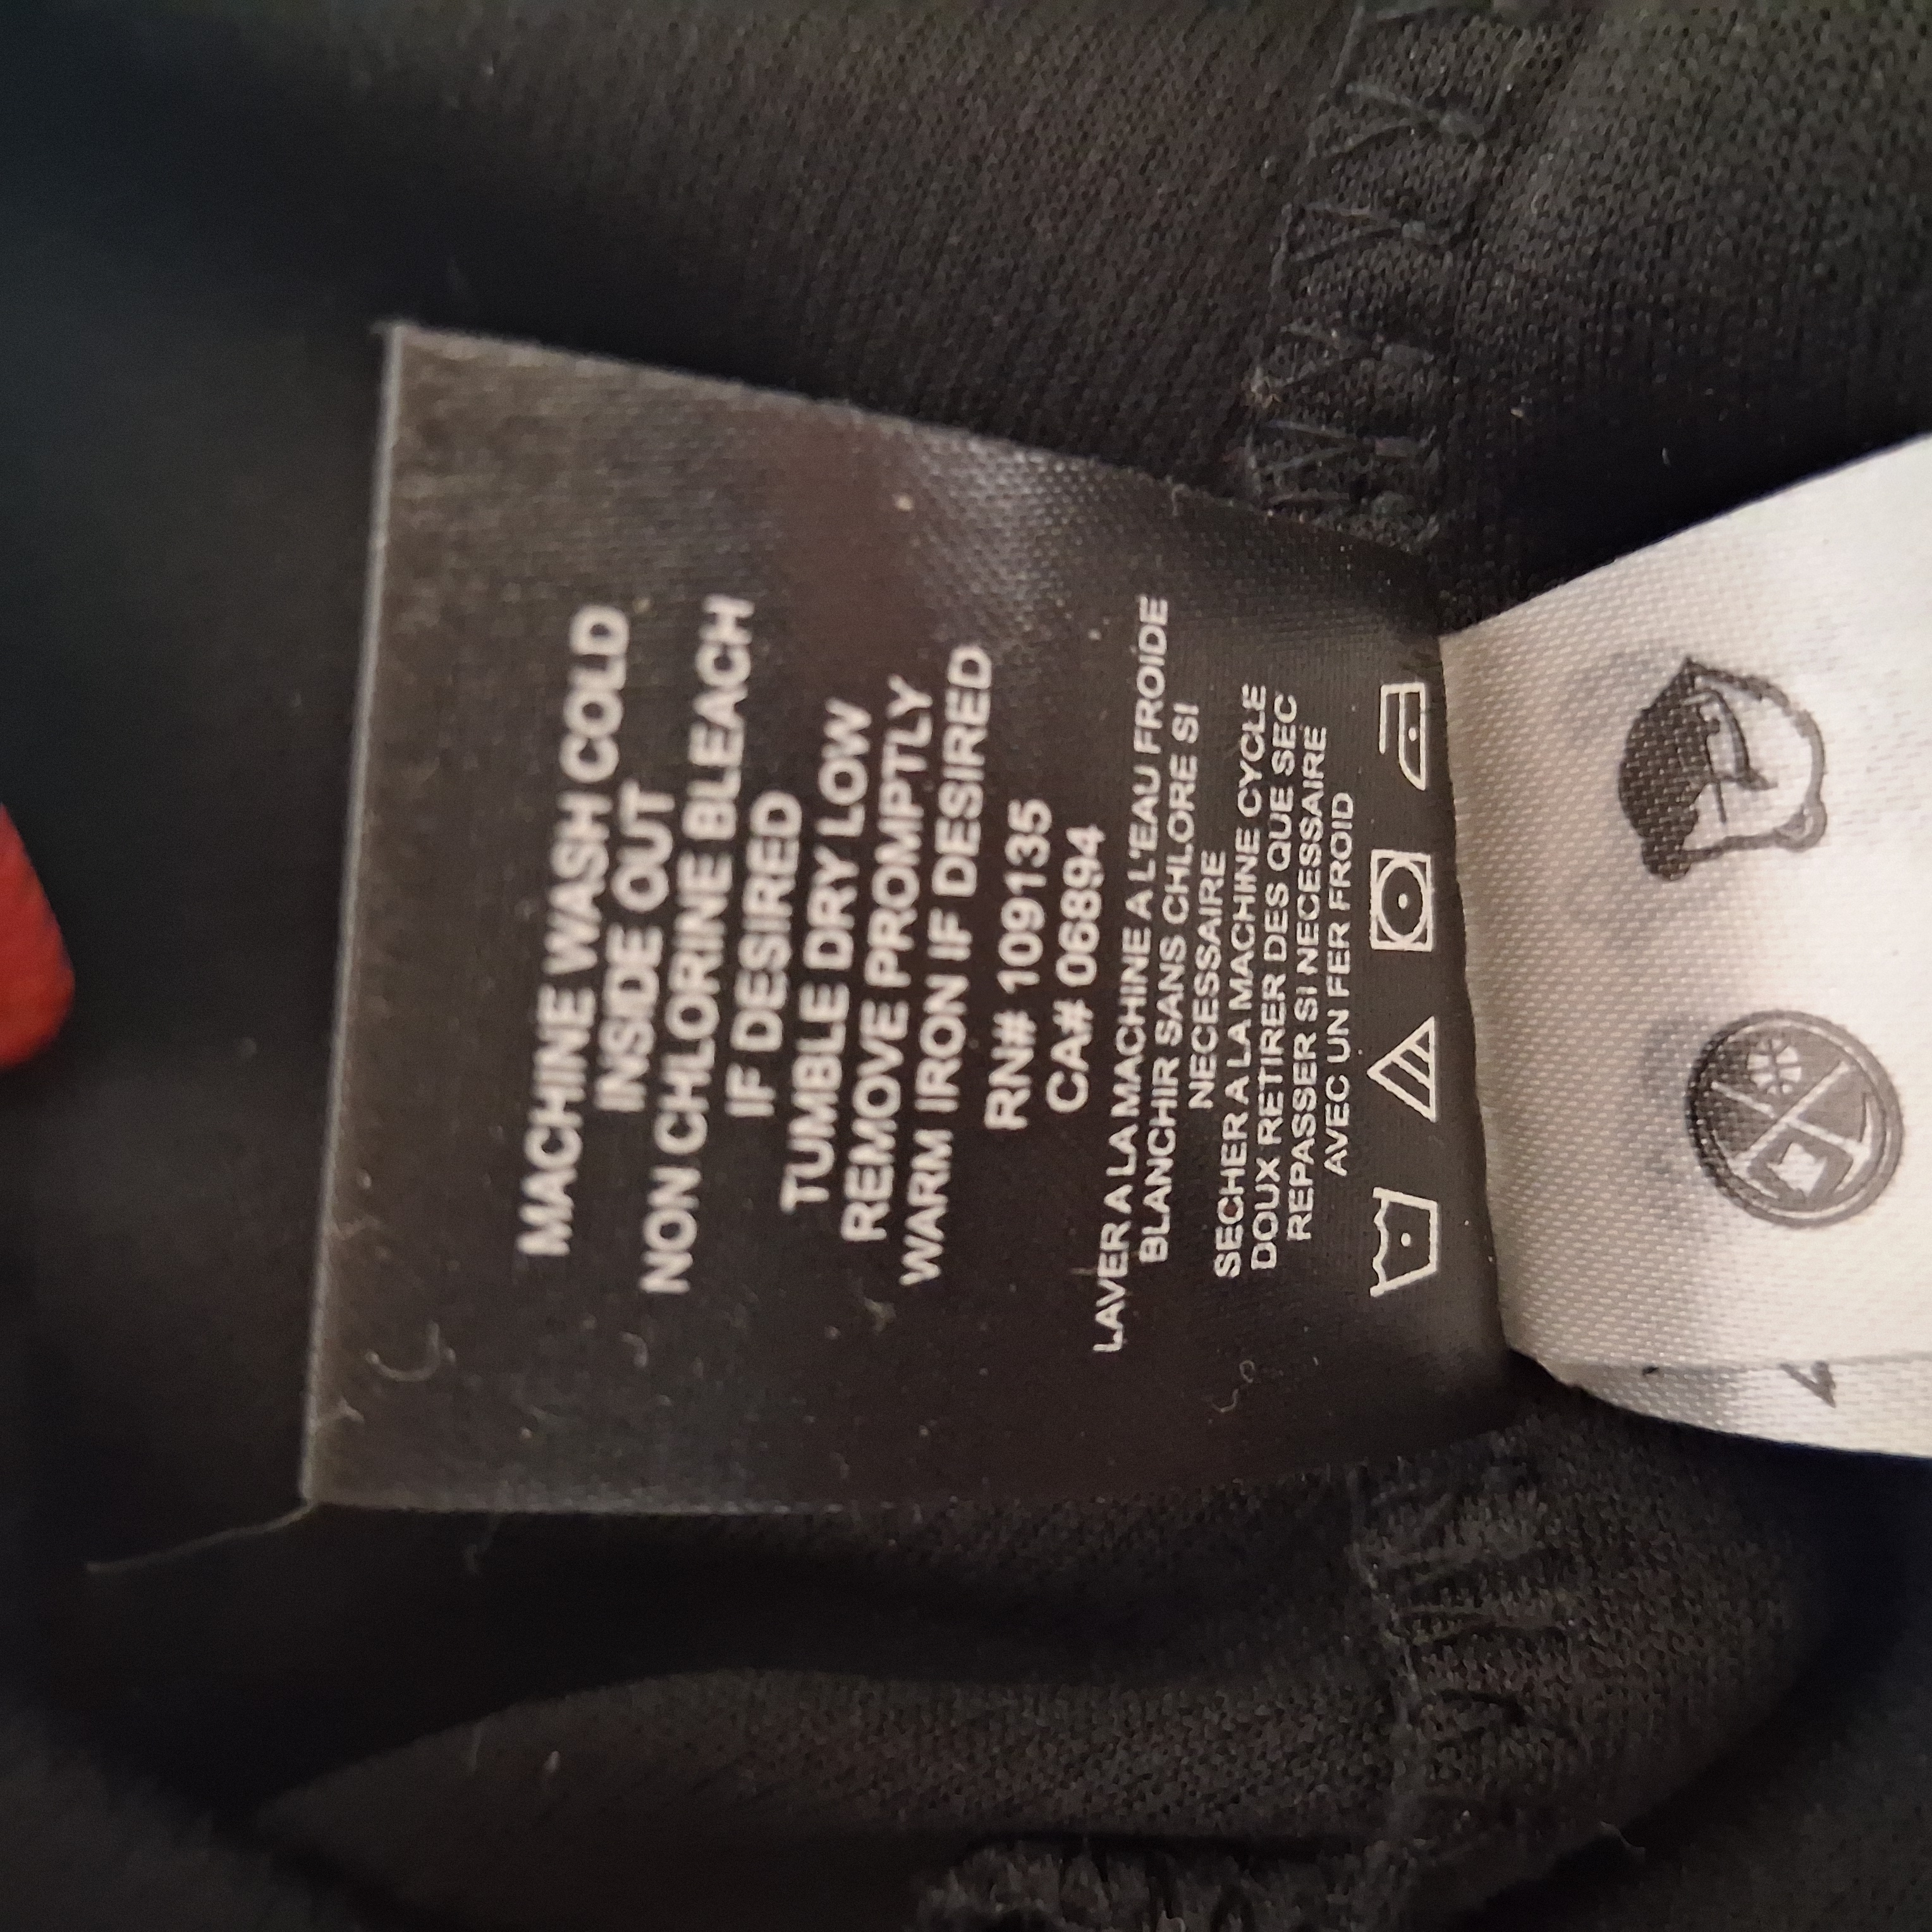 MACHINE WASH COLD
INSIDE OUT
NON CHLORINE BLEACH
IF DESIRED
TUMBLE DRY LOW
REMOVE PROMPTLY
WARM IRON IF DESIRED
RN# 109135
CA# 06894
LAVER A LA MACHINE A L'EAU FROIDE
BLANCHIR SANS CHLORE SI
NECESSAIRE
SECHER A LA MACHINE CYCLE
DOUX RETIRER DES QUE SEC
REPASSER SI NECESSAIRE
AVEC UN FER FROID